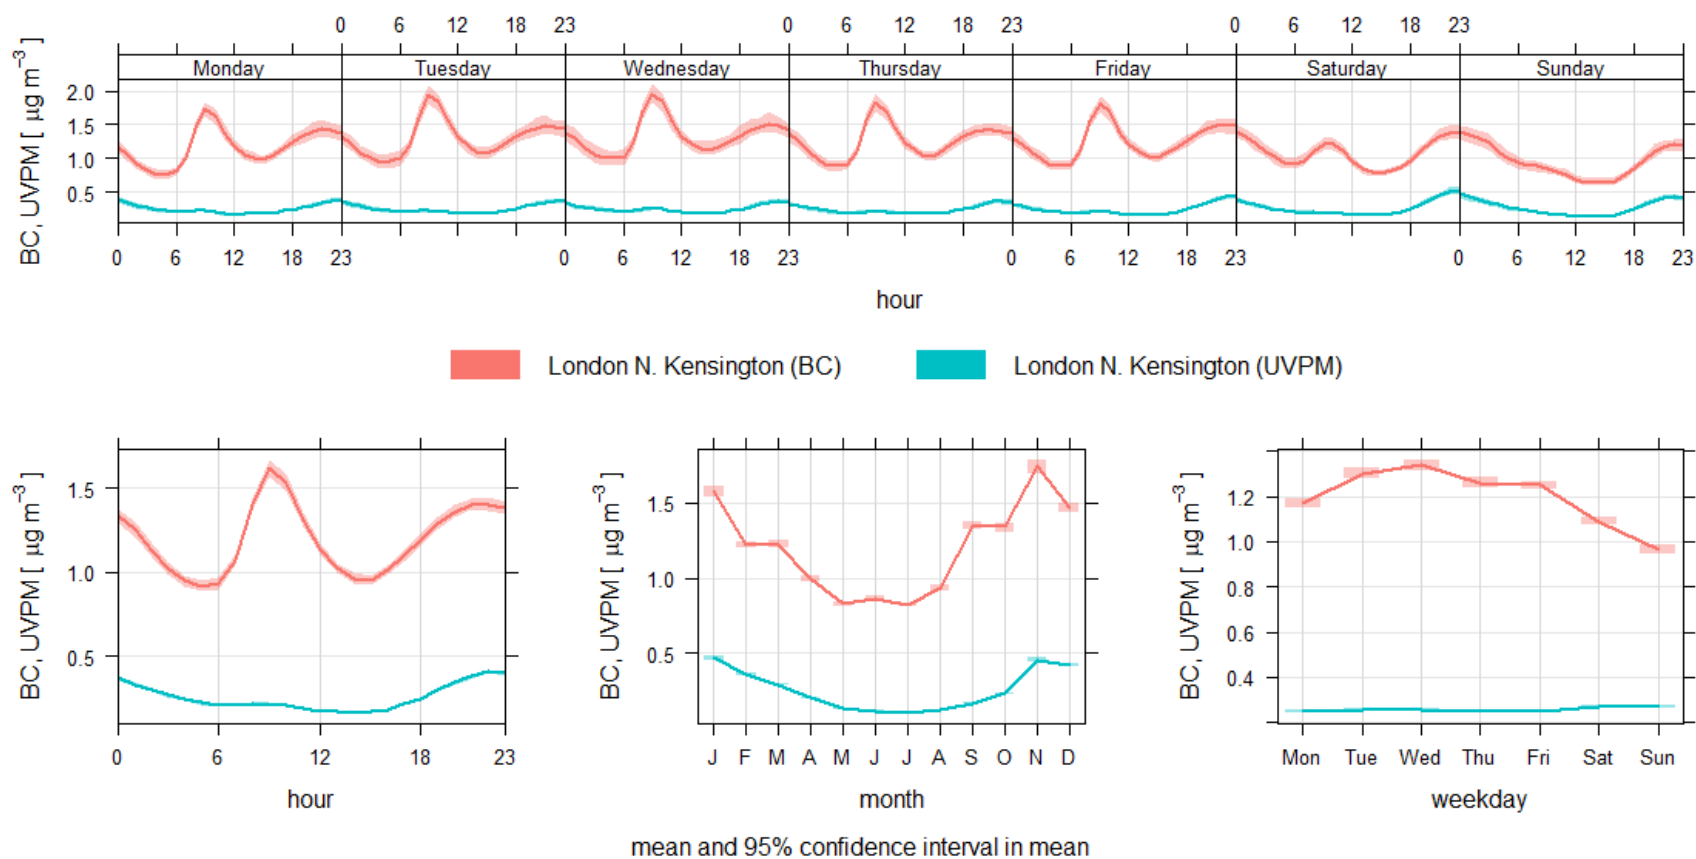 0 6 12 18 23 0 6 12 18 23 0 6 12 18 23
Monday Tuesday Wednesday Thursday Friday Saturday Sunday
BC, UVPM [ µg m⁻³ ]
2.0
1.5
1.0
0.5
0 6 12 18 23 0 6 12 18 23 0 6 12 18 23 0 6 12 18 23
hour
London N. Kensington (BC) London N. Kensington (UVPM)
BC, UVPM [ µg m⁻³ ]
1.5
1.0
0.5
0 6 12 18 23
hour
BC, UVPM [ µg m⁻³ ]
1.5
1.0
0.5
J F M A M J J A S O N D
month
BC, UVPM [ µg m⁻³ ]
1.2
1.0
0.8
0.6
0.4
Mon Tue Wed Thu Fri Sat Sun
weekday
mean and 95% confidence interval in mean